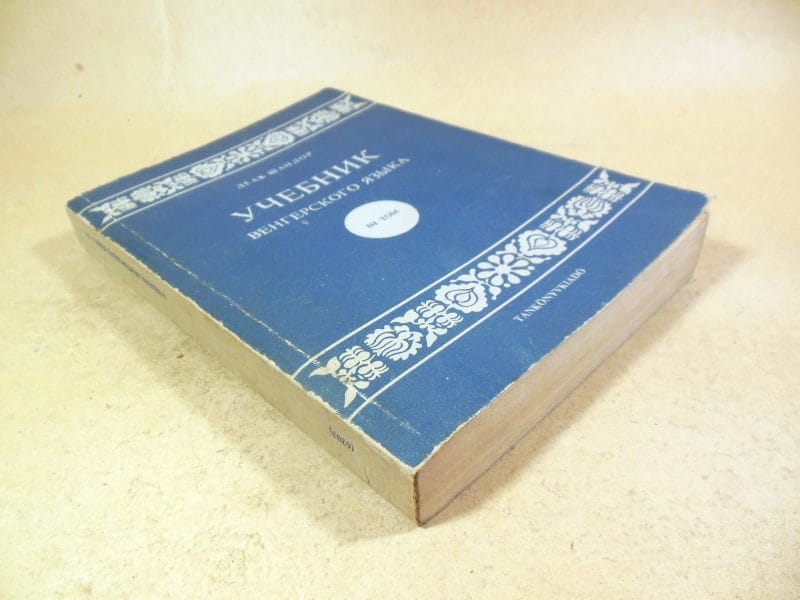 ДЕАК ШАНДОР
УЧЕБНИК
ВЕНГЕРСКОГО ЯЗЫКА
III ТОМ
TANKÖNYVKIADÓ